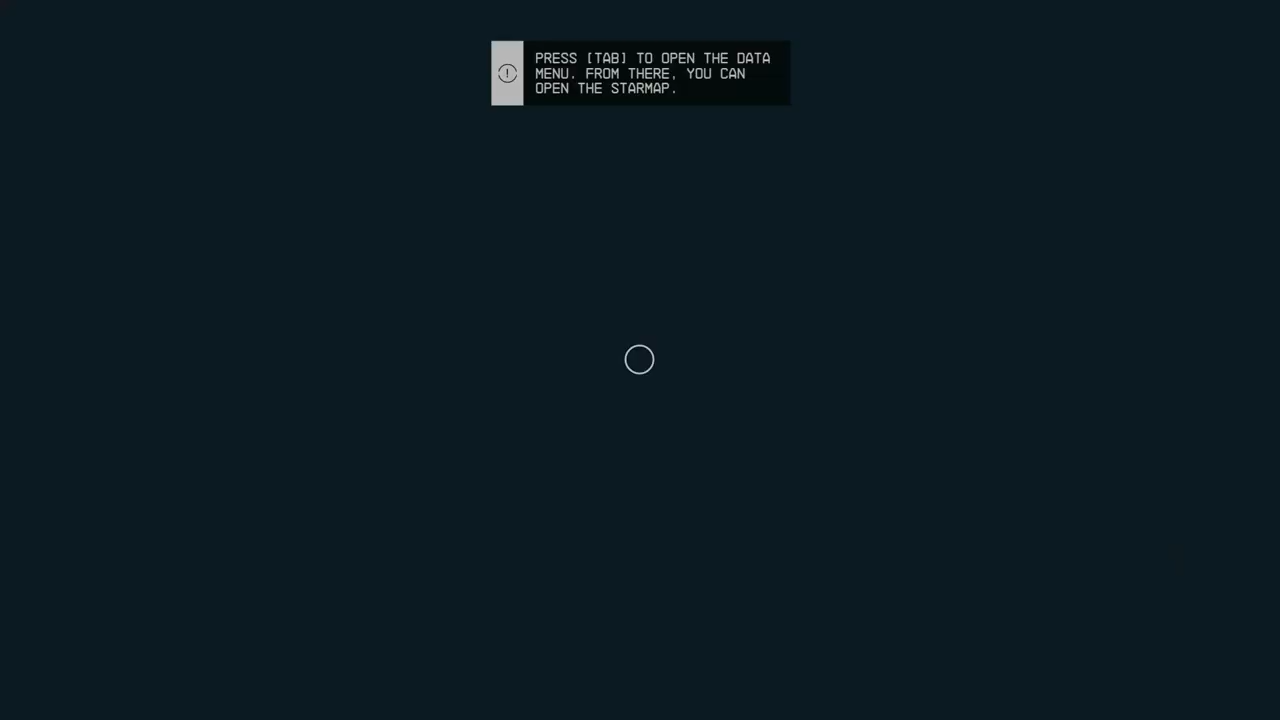 PRESS [TAB] TO OPEN THE DATA
MENU. FROM THERE, YOU CAN
OPEN THE STARMAP.